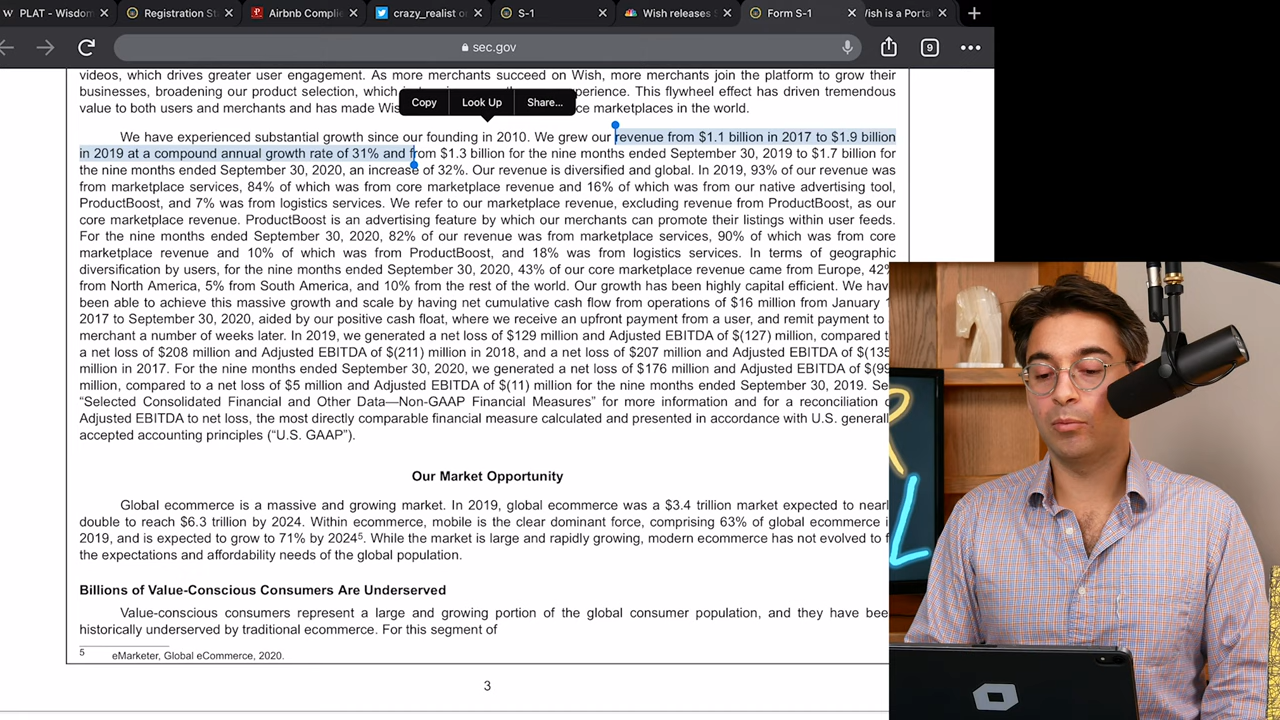 PLAT - Wisdom
Registration St
Airbnb Complie
crazy_realist on
S-1
Wish releases S
Form S-1
Wish is a Porta
sec.gov
9
videos, which drives greater user engagement. As more merchants succeed on Wish, more merchants join the platform to grow their
businesses, broadening our product selection, which
experience. This flywheel effect has driven tremendous
value to both users and merchants and has made Wis
ce marketplaces in the world.
Copy
Look Up
Share...
We have experienced substantial growth since our founding in 2010. We grew our revenue from $1.1 billion in 2017 to $1.9 billion
in 2019 at a compound annual growth rate of 31% and from $1.3 billion for the nine months ended September 30, 2019 to $1.7 billion for
the nine months ended September 30, 2020, an increase of 32%. Our revenue is diversified and global. In 2019, 93% of our revenue was
from marketplace services, 84% of which was from core marketplace revenue and 16% of which was from our native advertising tool,
ProductBoost, and 7% was from logistics services. We refer to our marketplace revenue, excluding revenue from ProductBoost, as our
core marketplace revenue. ProductBoost is an advertising feature by which our merchants can promote their listings within user feeds.
For the nine months ended September 30, 2020, 82% of our revenue was from marketplace services, 90% of which was from core
marketplace revenue and 10% of which was from ProductBoost, and 18% was from logistics services. In terms of geographic
diversification by users, for the nine months ended September 30, 2020, 43% of our core marketplace revenue came from Europe, 42%
from North America, 5% from South America, and 10% from the rest of the world. Our growth has been highly capital efficient. We hav
been able to achieve this massive growth and scale by having net cumulative cash flow from operations of $16 million from January 1
2017 to September 30, 2020, aided by our positive cash float, where we receive an upfront payment from a user, and remit payment to
merchant a number of weeks later. In 2019, we generated a net loss of $129 million and Adjusted EBITDA of $(127) million, compared t
a net loss of $208 million and Adjusted EBITDA of $(211) million in 2018, and a net loss of $207 million and Adjusted EBITDA of $(135
million in 2017. For the nine months ended September 30, 2020, we generated a net loss of $176 million and Adjusted EBITDA of $(99
million, compared to a net loss of $5 million and Adjusted EBITDA of $(11) million for the nine months ended September 30, 2019. Se
“Selected Consolidated Financial and Other Data—Non-GAAP Financial Measures” for more information and for a reconciliation o
Adjusted EBITDA to net loss, the most directly comparable financial measure calculated and presented in accordance with U.S. general
accepted accounting principles (“U.S. GAAP”).
Our Market Opportunity
Global ecommerce is a massive and growing market. In 2019, global ecommerce was a $3.4 trillion market expected to nearl
double to reach $6.3 trillion by 2024. Within ecommerce, mobile is the clear dominant force, comprising 63% of global ecommerce i
2019, and is expected to grow to 71% by 2024⁵. While the market is large and rapidly growing, modern ecommerce has not evolved to f
the expectations and affordability needs of the global population.
Billions of Value-Conscious Consumers Are Underserved
Value-conscious consumers represent a large and growing portion of the global consumer population, and they have bee
historically underserved by traditional ecommerce. For this segment of
5 eMarketer, Global eCommerce, 2020.
3